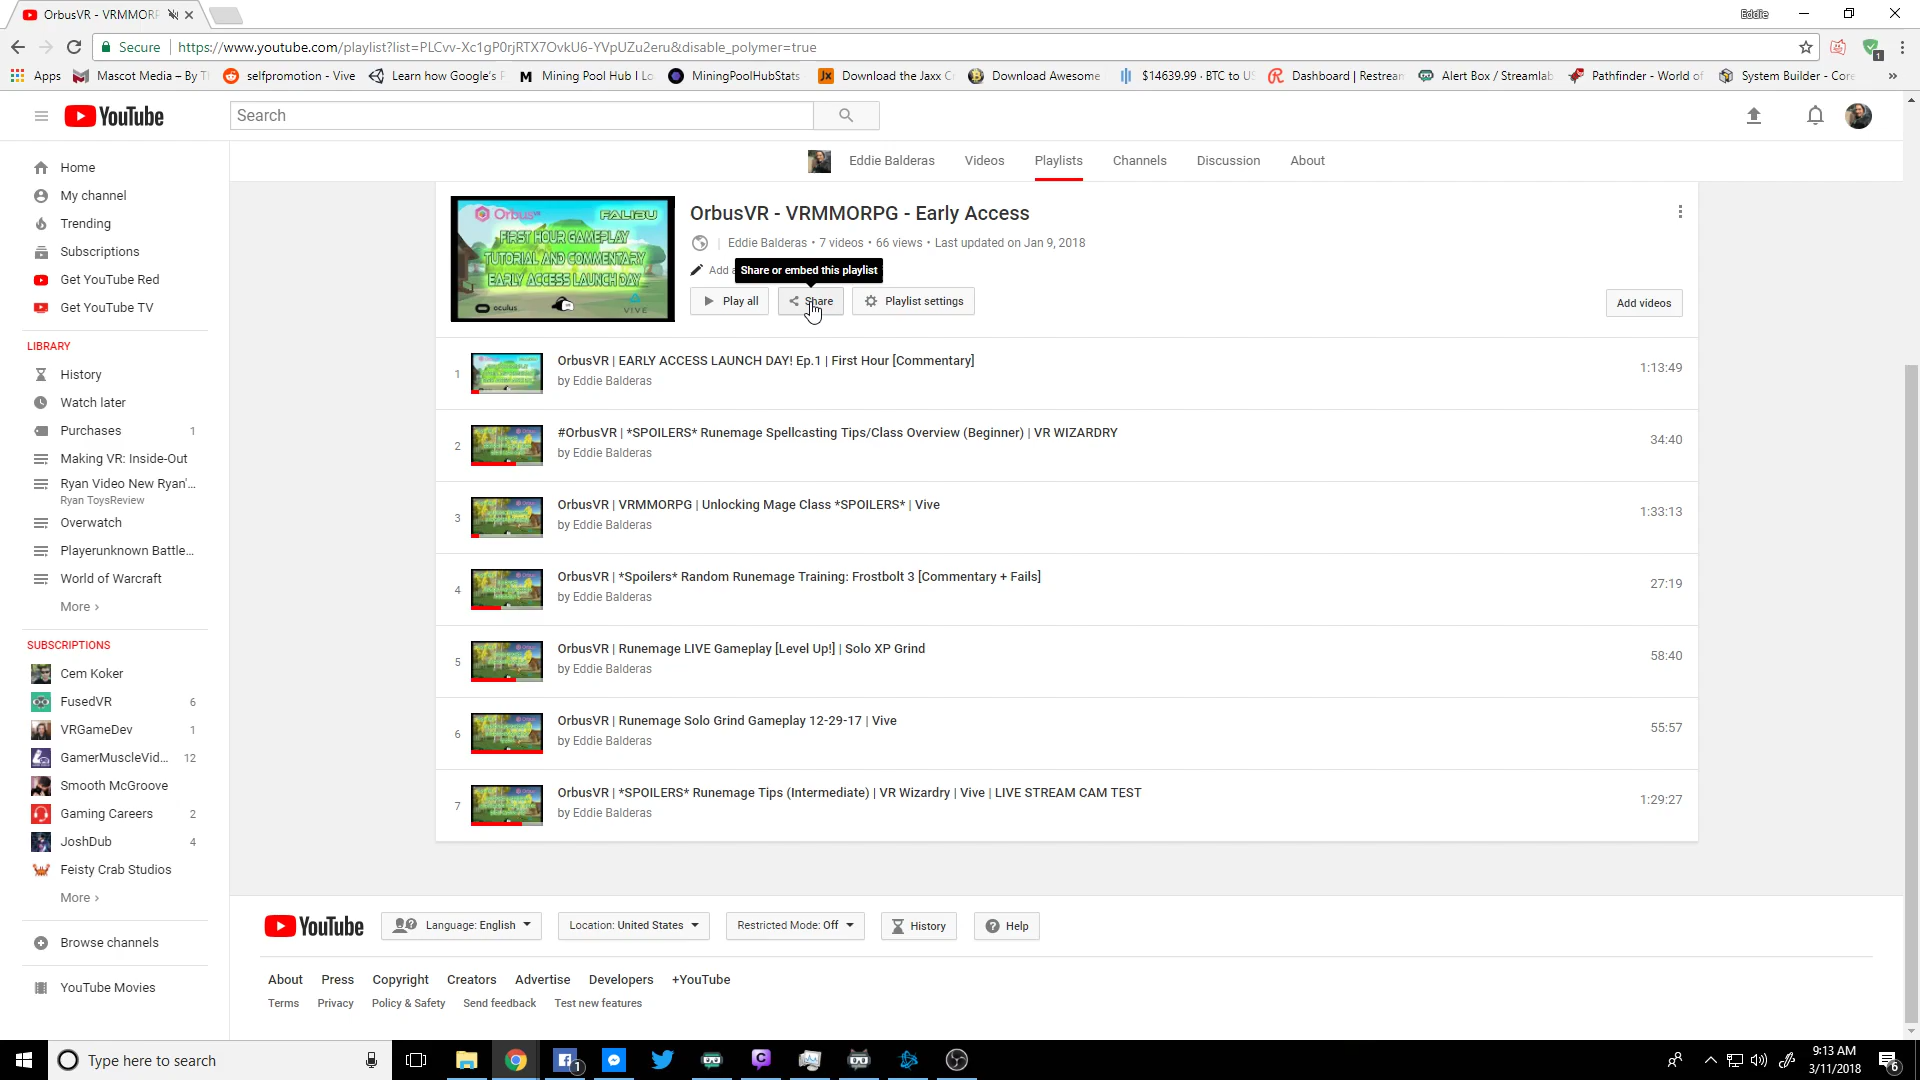 OrbusVR - VRMMORP
Eddie
Secure
https://www.youtube.com/playlist?list=PLCvv-Xc1gP0rjRTX7OvkU6-YVpUZu2eru&disable_polymer=true
1
Apps
Mascot Media – By T
selfpromotion - Vive
Learn how Google's F
Mining Pool Hub | Lo
MiningPoolHubStats
Download the Jaxx C
Download Awesome
$14639.99 · BTC to US
Dashboard | Restream
Alert Box / Streamlab
Pathfinder - World of
System Builder - Core
»
YouTube
Search
Eddie Balderas
Videos
Playlists
Channels
Discussion
About
Home
My channel
Trending
Subscriptions
Get YouTube Red
Get YouTube TV
LIBRARY
History
Watch later
Purchases 1
Making VR: Inside-Out
Ryan Video New Ryan'...
Ryan ToysReview
Overwatch
Playerunknown Battle...
World of Warcraft
More ›
SUBSCRIPTIONS
Cem Koker
FusedVR 6
VRGameDev 1
GamerMuscleVid... 12
Smooth McGroove
Gaming Careers 2
JoshDub 4
Feisty Crab Studios
More ›
Browse channels
YouTube Movies
OrbusVR FALIBU
FIRST HOUR GAMEPLAY
TUTORIAL AND COMMENTARY
EARLY ACCESS LAUNCH DAY
oculus VIVE
OrbusVR - VRMMORPG - Early Access
Eddie Balderas • 7 videos • 66 views • Last updated on Jan 9, 2018
Add a
Share or embed this playlist
Play all
Share
Playlist settings
Add videos
1
OrbusVR | EARLY ACCESS LAUNCH DAY! Ep.1 | First Hour [Commentary]
by Eddie Balderas
1:13:49
2
#OrbusVR | *SPOILERS* Runemage Spellcasting Tips/Class Overview (Beginner) | VR WIZARDRY
by Eddie Balderas
34:40
3
OrbusVR | VRMMORPG | Unlocking Mage Class *SPOILERS* | Vive
by Eddie Balderas
1:33:13
4
OrbusVR | *Spoilers* Random Runemage Training: Frostbolt 3 [Commentary + Fails]
by Eddie Balderas
27:19
5
OrbusVR | Runemage LIVE Gameplay [Level Up!] | Solo XP Grind
by Eddie Balderas
58:40
6
OrbusVR | Runemage Solo Grind Gameplay 12-29-17 | Vive
by Eddie Balderas
55:57
7
OrbusVR | *SPOILERS* Runemage Tips (Intermediate) | VR Wizardry | Vive | LIVE STREAM CAM TEST
by Eddie Balderas
1:29:27
YouTube
Language: English
Location: United States
Restricted Mode: Off
History
Help
About Press Copyright Creators Advertise Developers +YouTube
Terms Privacy Policy & Safety Send feedback Test new features
Type here to search
1
9:13 AM
3/11/2018
6